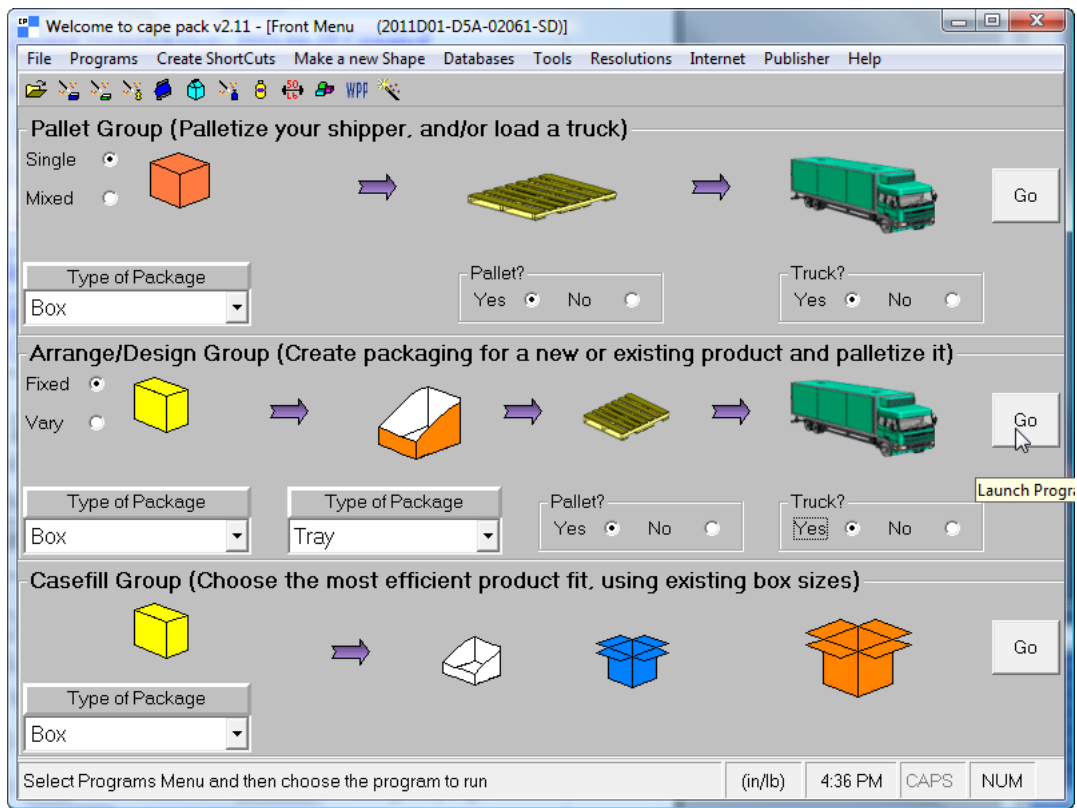 Welcome to cape pack v2.11 - [Front Menu (2011D01-D5A-02061-SD)]
File Programs Create ShortCuts Make a new Shape Databases Tools Resolutions Internet Publisher Help
WPP
Pallet Group (Palletize your shipper, and/or load a truck)
Single
Mixed
Go
Type of Package
Box
Pallet?
Yes No
Truck?
Yes No
Arrange/Design Group (Create packaging for a new or existing product and palletize it)
Fixed
Vary
Go
Launch Progra
Type of Package
Box
Type of Package
Tray
Pallet?
Yes No
Truck?
Yes No
Casefill Group (Choose the most efficient product fit, using existing box sizes)
Go
Type of Package
Box
Select Programs Menu and then choose the program to run (in/lb) 4:36 PM CAPS NUM